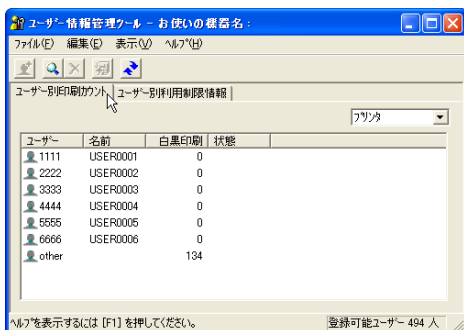 ユーザー情報管理ツール - お使いの機器名:
ファイル(F) 編集(E) 表示(V) ヘルプ(H)
ユーザー別印刷カウント ユーザー別利用制限情報
プリンタ
ユーザー 名前 白黒印刷 状態
1111 USER0001 0
2222 USER0002 0
3333 USER0003 0
4444 USER0004 0
5555 USER0005 0
6666 USER0006 0
other 134
ヘルプを表示するには [F1] を押してください。 登録可能ユーザー 494 人